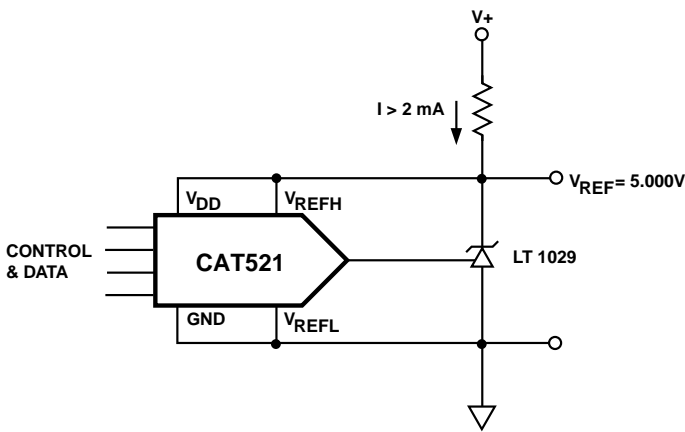 V+
I > 2 mA
VDD
VREFH
VREF= 5.000V
CONTROL
& DATA
CAT521
LT 1029
GND
VREFL